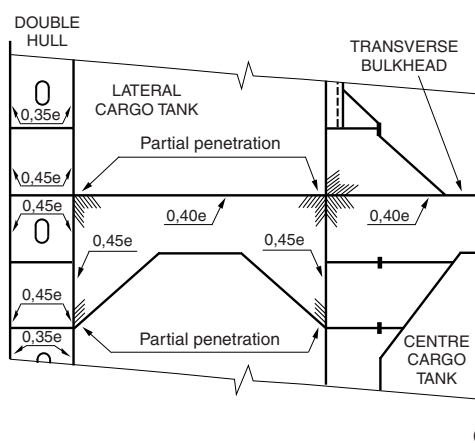 DOUBLE
HULL
TRANSVERSE
BULKHEAD
LATERAL
CARGO TANK
0,35e
Partial penetration
0,45e
0,45e
0,40e
0,40e
0,45e
0,45e
0,45e
0,35e
Partial penetration
CENTRE
CARGO
TANK